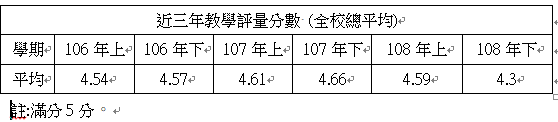 近三年教學評量分數 (全校總平均)
學期 106 年上 106 年下 107 年上 107 年下 108 年上 108 年下
平均 4.54 4.57 4.61 4.66 4.59 4.3
註:滿分 5 分。